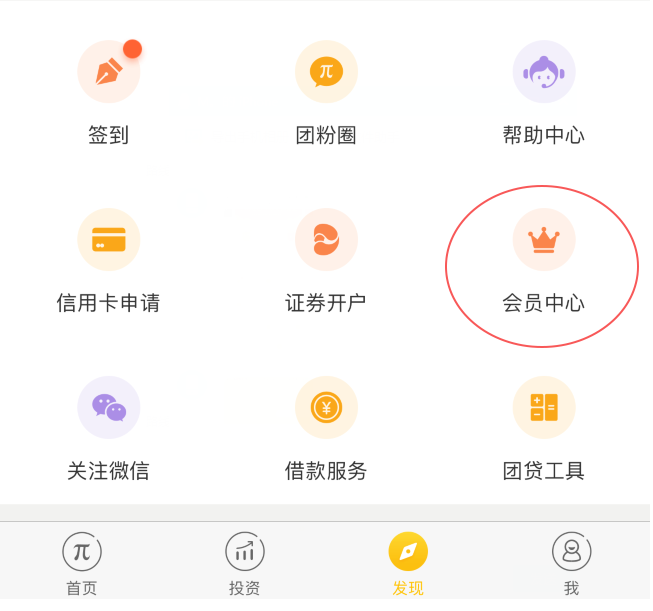 π
签到
团粉圈
帮助中心
信用卡申请
证券开户
会员中心
¥
关注微信
借款服务
团贷工具
π
首页
投资
发现
我